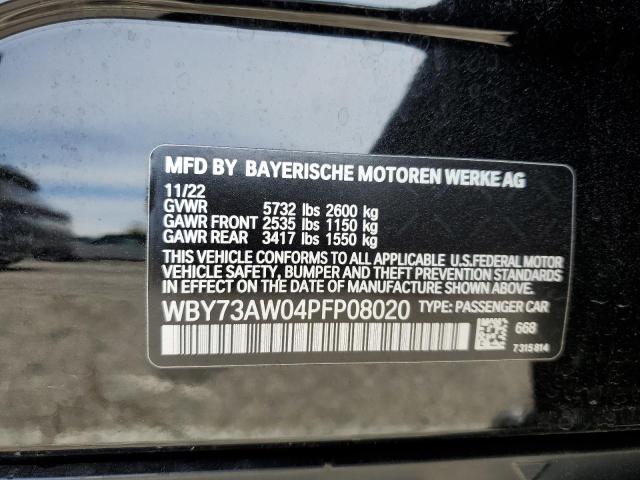 MFD BY BAYERISCHE MOTOREN WERKE AG
11/22
GVWR 5732 lbs 2600 kg
GAWR FRONT 2535 lbs 1150 kg
GAWR REAR 3417 lbs 1550 kg
THIS VEHICLE CONFORMS TO ALL APPLICABLE U.S.FEDERAL MOTOR
VEHICLE SAFETY, BUMPER AND THEFT PREVENTION STANDARDS
IN EFFECT ON THE DATE OF MANUFACTURE SHOWN ABOVE.
WBY73AW04PFP08020 TYPE: PASSENGER CAR
668
7315814